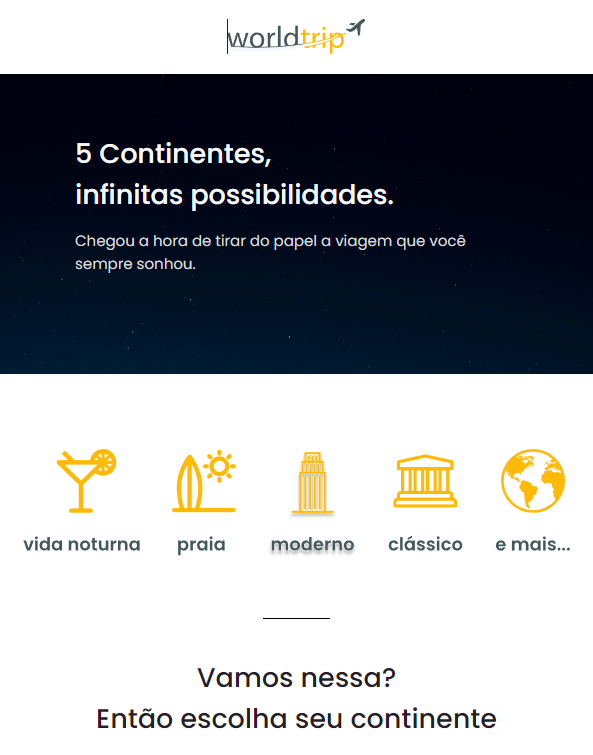 worldtrip
5 Continentes,
infinitas possibilidades.
Chegou a hora de tirar do papel a viagem que você
sempre sonhou.
vida noturna praia moderno clássico e mais...
Vamos nessa?
Então escolha seu continente